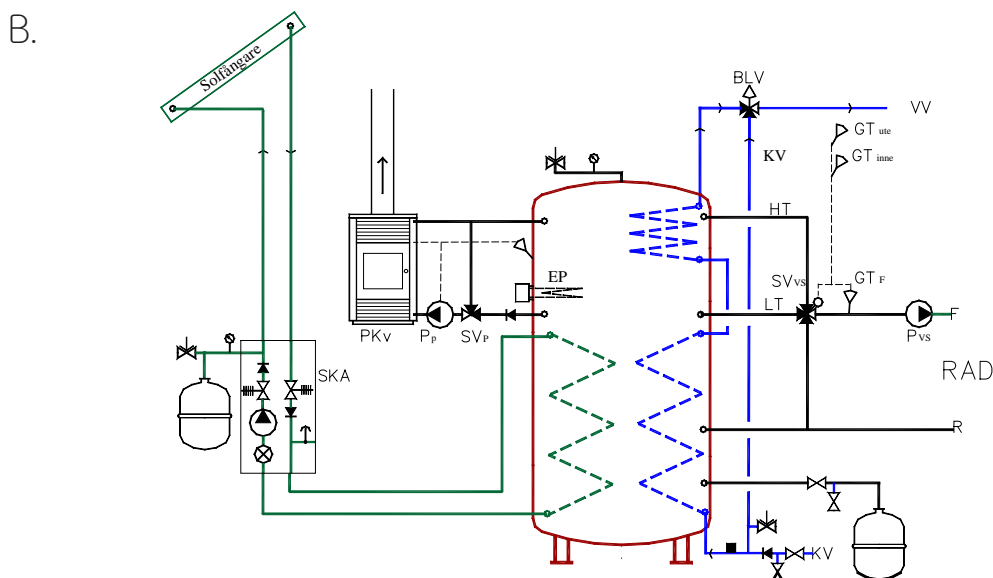 B.
Solfångare
BLV
VV
GT ute
KV
GT inne
HT
EP
SVvs
GT F
LT
F
PKv
Pp
SVP
Pvs
SKA
RAD
R
KV